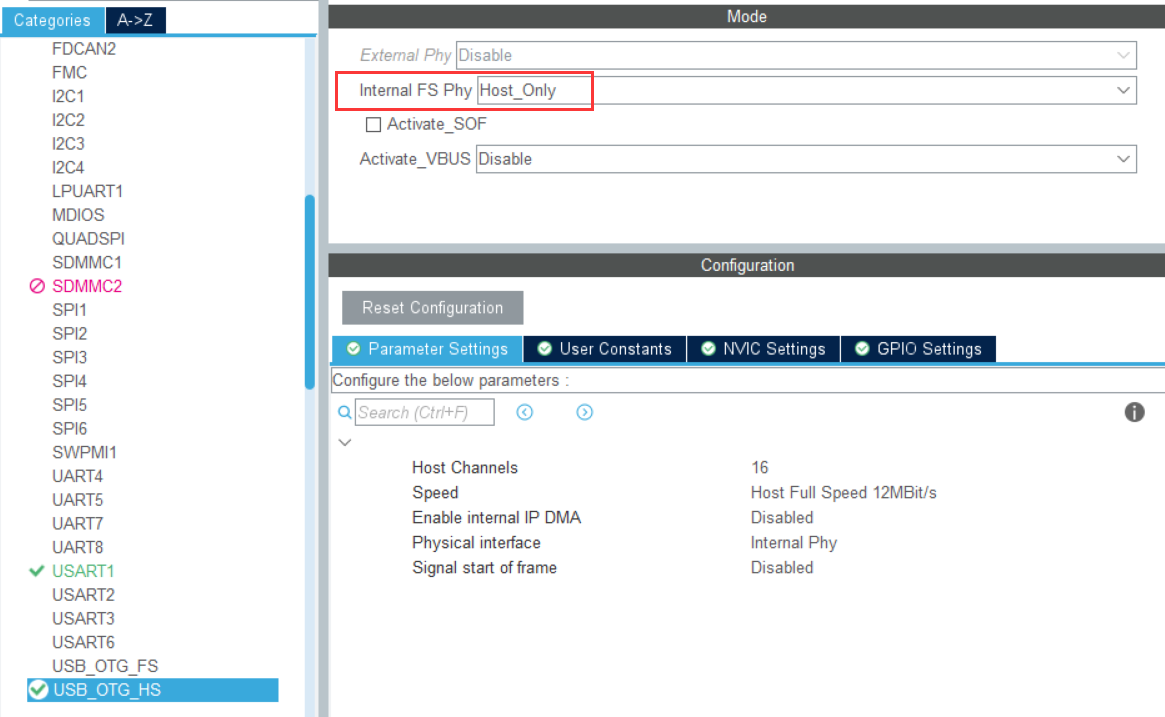 Categories
A->Z
FDCAN2
FMC
I2C1
I2C2
I2C3
I2C4
LPUART1
MDIOS
QUADSPI
SDMMC1
SDMMC2
SPI1
SPI2
SPI3
SPI4
SPI5
SPI6
SWPMI1
UART4
UART5
UART7
UART8
USART1
USART2
USART3
USART6
USB_OTG_FS
USB_OTG_HS
Mode
External Phy Disable
Internal FS Phy Host_Only
Activate_SOF
Activate_VBUS Disable
Configuration
Reset Configuration
Parameter Settings
User Constants
NVIC Settings
GPIO Settings
Configure the below parameters :
Search (Ctrl+F)
Host Channels 16
Speed Host Full Speed 12MBit/s
Enable internal IP DMA Disabled
Physical interface Internal Phy
Signal start of frame Disabled